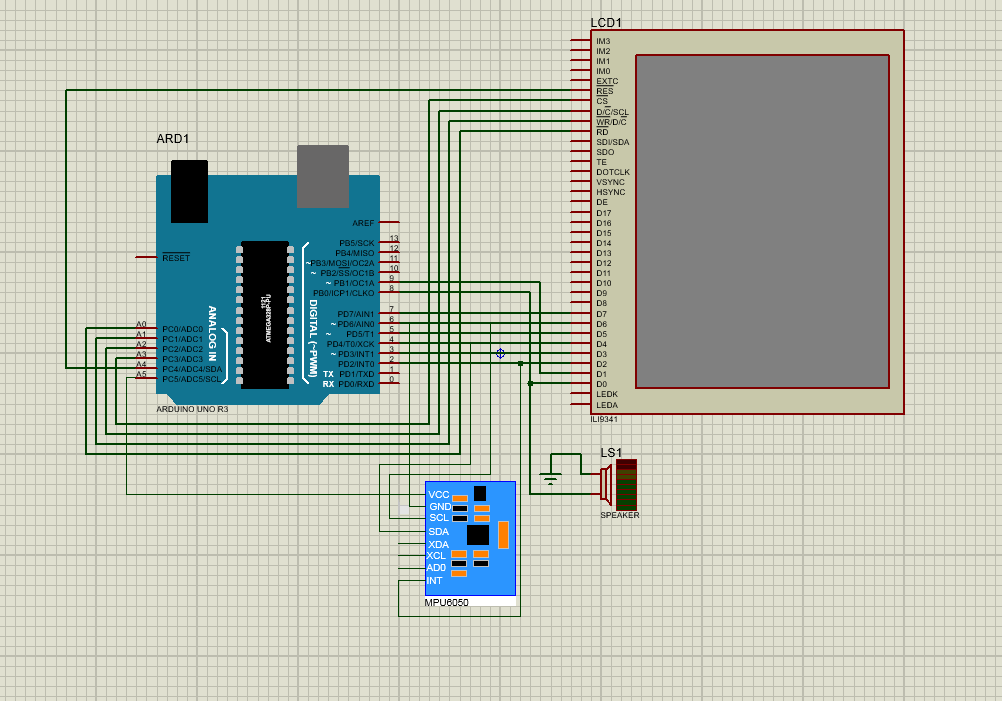 LCD1
IM3
IM2
IM1
IM0
EXTC
RES
CS
D/C/SCL
WR/D/C
RD
SDI/SDA
SDO
TE
DOTCLK
VSYNC
HSYNC
DE
D17
D16
D15
D14
D13
D12
D11
D10
D9
D8
D7
D6
D5
D4
D3
D2
D1
D0
LEDK
LEDA
ILI9341
ARD1
RESET
AREF
PB5/SCK 13
PB4/MISO 12
~PB3/MOSI/OC2A 11
~ PB2/SS/OC1B 10
~ PB1/OC1A 9
PB0/ICP1/CLKO 8
PD7/AIN1 7
~ PD6/AIN0 6
~ PD5/T1 5
PD4/T0/XCK 4
~ PD3/INT1 3
PD2/INT0 2
TX PD1/TXD 1
RX PD0/RXD 0
1121
ATMEGA328P-PU
ANALOG IN
DIGITAL (~PWM)
A0 PC0/ADC0
A1 PC1/ADC1
A2 PC2/ADC2
A3 PC3/ADC3
A4 PC4/ADC4/SDA
A5 PC5/ADC5/SCL
ARDUINO UNO R3
LS1
SPEAKER
VCC
GND
SCL
SDA
XDA
XCL
AD0
INT
MPU6050